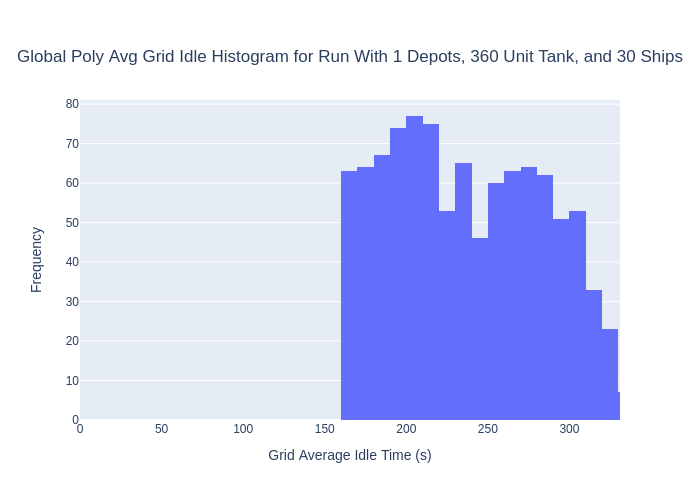 Global Poly Avg Grid Idle Histogram for Run With 1 Depots, 360 Unit Tank, and 30 Ships
80
70
60
50
40
30
20
10
0
Frequency
0 50 100 150 200 250 300
Grid Average Idle Time (s)